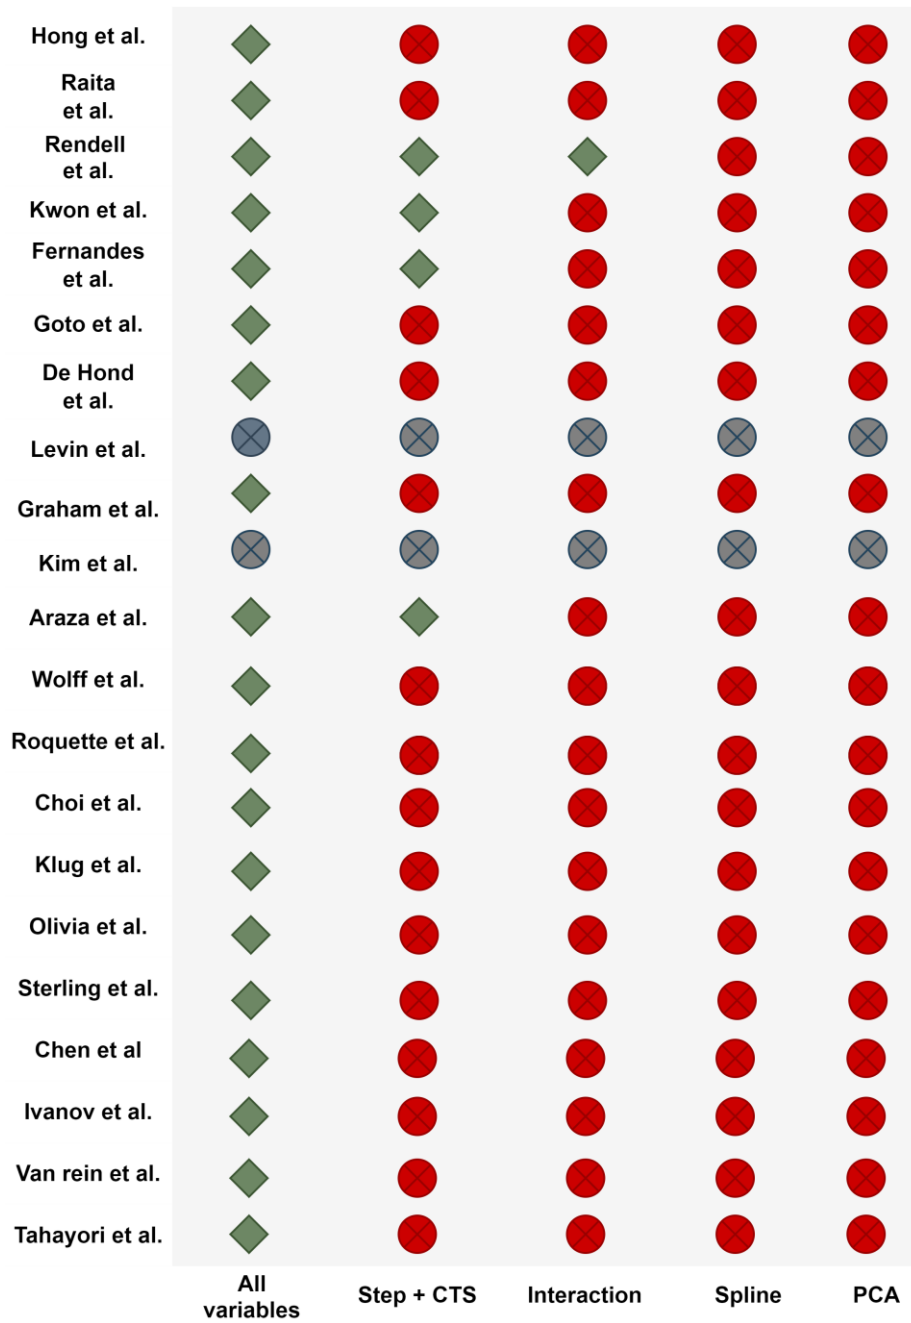 Hong et al.
Raita
et al.
Rendell
et al.
Kwon et al.
Fernandes
et al.
Goto et al.
De Hond
et al.
Levin et al.
Graham et al.
Kim et al.
Araza et al.
Wolff et al.
Roquette et al.
Choi et al.
Klug et al.
Olivia et al.
Sterling et al.
Chen et al
Ivanov et al.
Van rein et al.
Tahayori et al.
All
variables
Step + CTS
Interaction
Spline
PCA